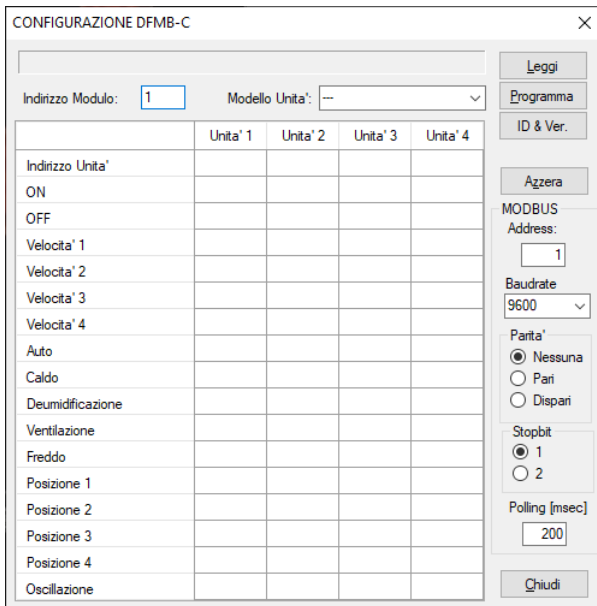 CONFIGURAZIONE DFMB-C
Leggi
Indirizzo Modulo: 1 Modello Unita': ---
Programma
ID & Ver.
Unita' 1 Unita' 2 Unita' 3 Unita' 4
Indirizzo Unita'
ON
OFF
Velocita' 1
Velocita' 2
Velocita' 3
Velocita' 4
Auto
Caldo
Deumidificazione
Ventilazione
Freddo
Posizione 1
Posizione 2
Posizione 3
Posizione 4
Oscillazione
Azzera
MODBUS
Address:
1
Baudrate
9600
Parita'
Nessuna
Pari
Dispari
Stopbit
1
2
Polling [msec]
200
Chiudi